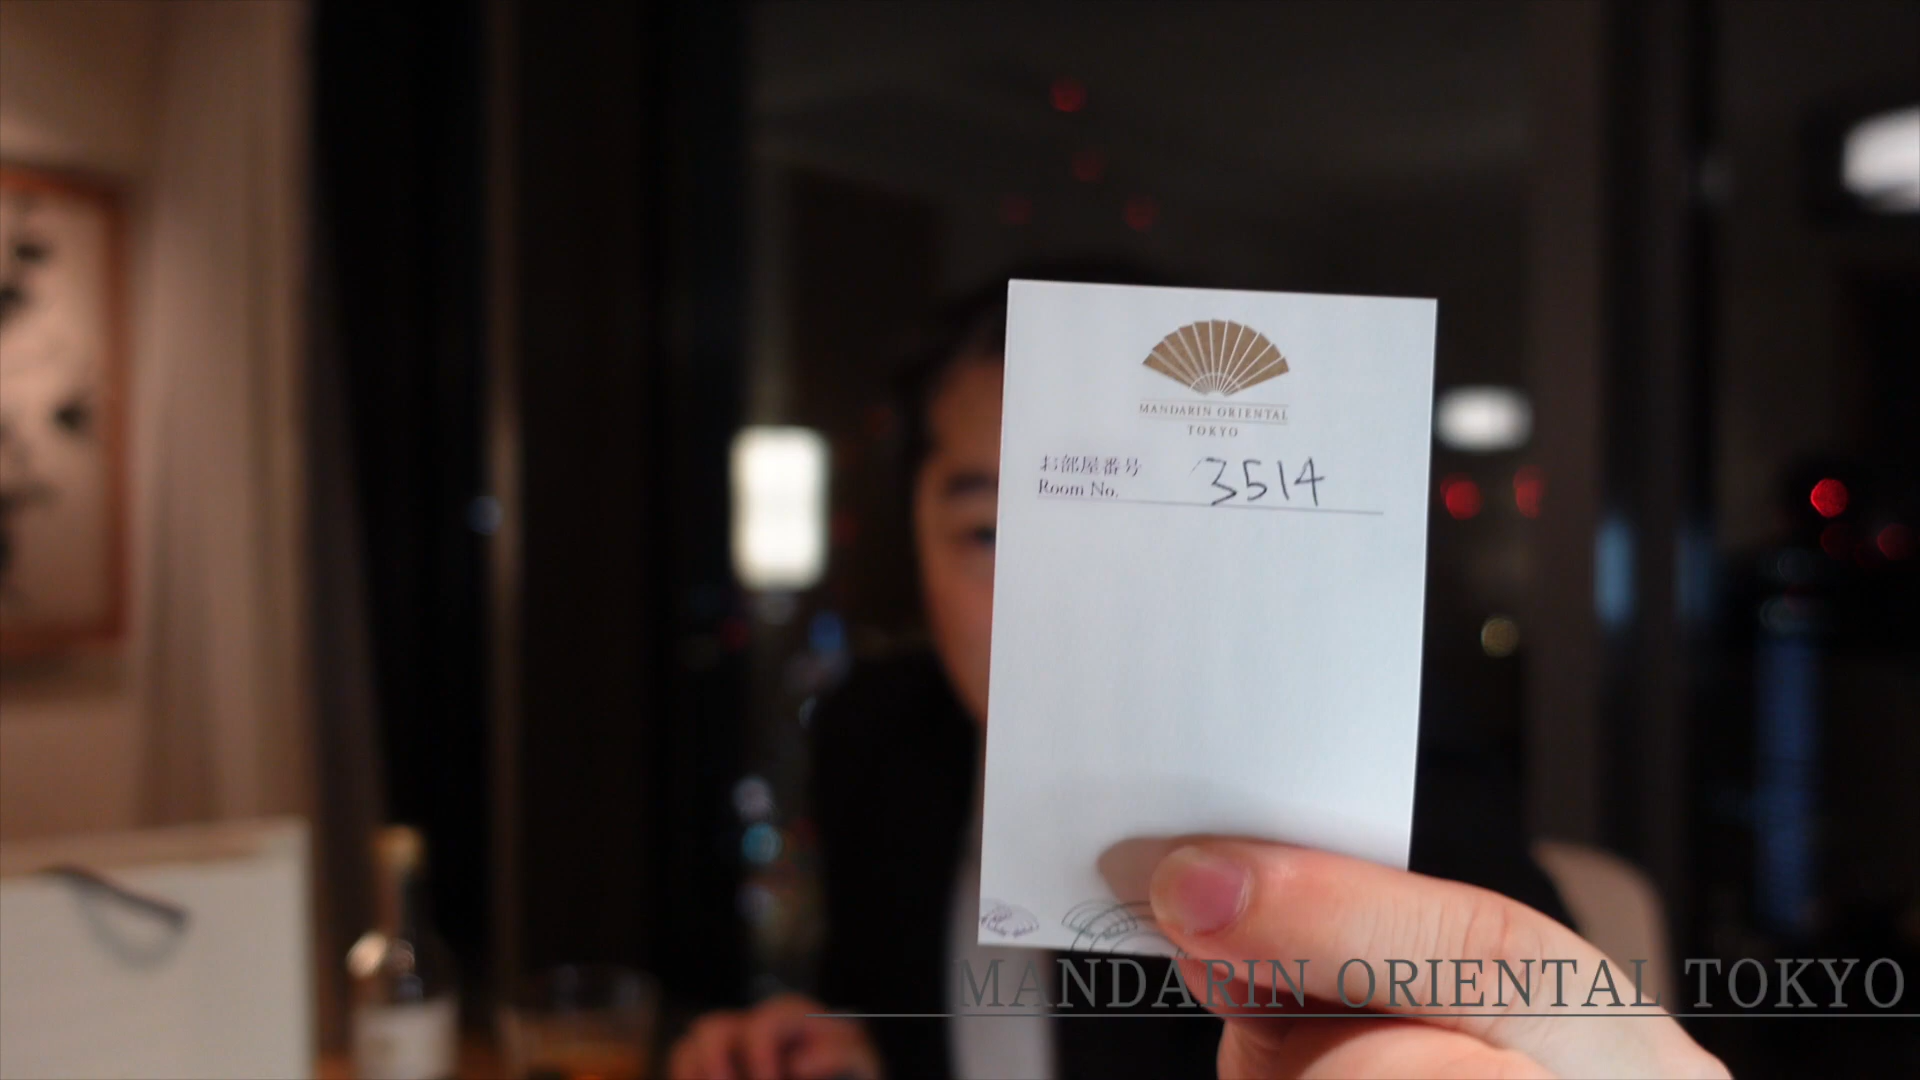 MANDARIN ORIENTAL
TOKYO
お部屋番号
Room No. 3514
MANDARIN ORIENTAL TOKYO